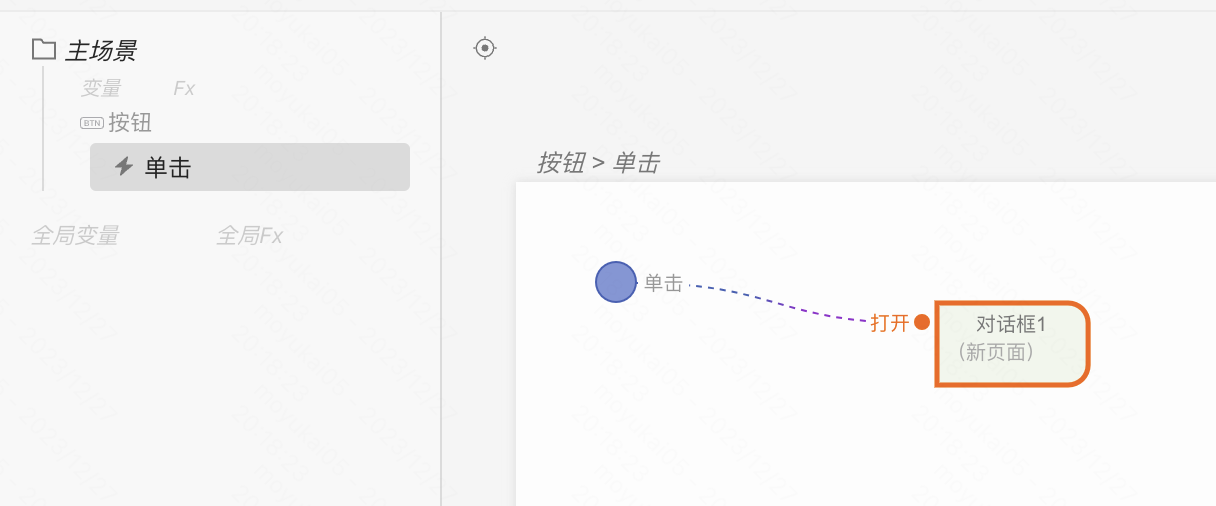 主场景
变量 Fx
BTN 按钮
单击
全局变量 全局Fx
按钮 > 单击
单击
打开
对话框1
（新页面）